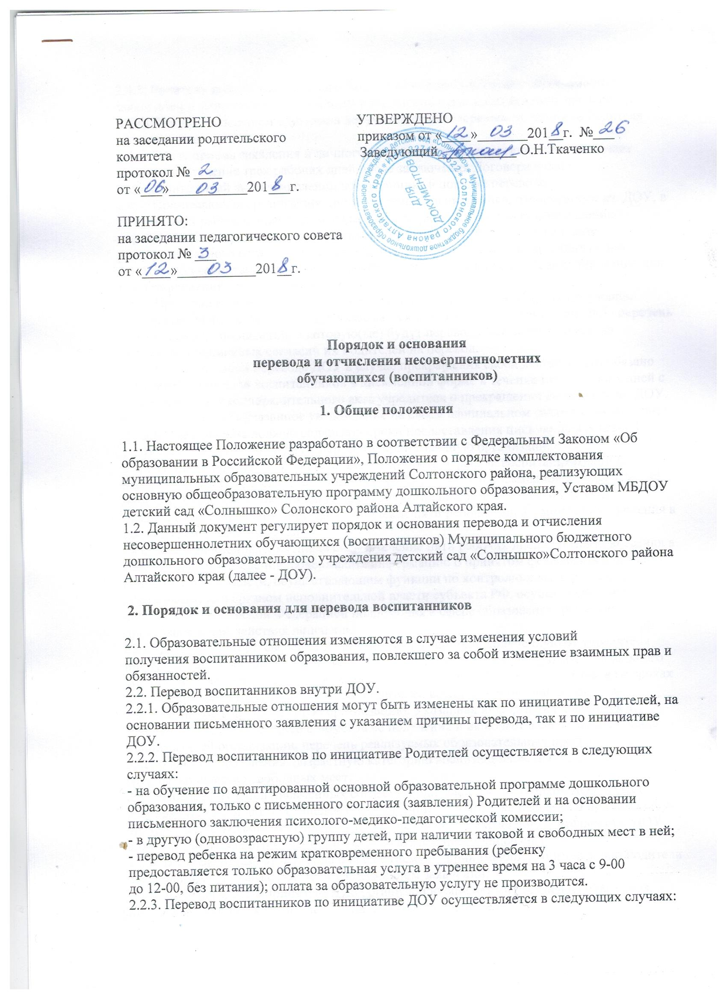 РАССМОТРЕНО
на заседании родительского
комитета
протокол № 2
от «06» 03 2018г.
УТВЕРЖДЕНО
приказом от «12» 03 2018г. № 26
Заведующий О.Н.Ткаченко
Муниципальное бюджетное дошкольное образовательное учреждение детский сад «Солнышко»
Солтонского района Алтайского края
ДЛЯ
ДОКУМЕНТОВ
ПРИНЯТО:
на заседании педагогического совета
протокол № 3
от «12» 03 2018г.
Порядок и основания
перевода и отчисления несовершеннолетних
обучающихся (воспитанников)
1. Общие положения
1.1. Настоящее Положение разработано в соответствии с Федеральным Законом «Об
образовании в Российской Федерации», Положения о порядке комплектования
муниципальных образовательных учреждений Солтонского района, реализующих
основную общеобразовательную программу дошкольного образования, Уставом МБДОУ
детский сад «Солнышко» Солонского района Алтайского края.
1.2. Данный документ регулирует порядок и основания перевода и отчисления
несовершеннолетних обучающихся (воспитанников) Муниципального бюджетного
дошкольного образовательного учреждения детский сад «Солнышко»Солтонского района
Алтайского края (далее - ДОУ).
2. Порядок и основания для перевода воспитанников
2.1. Образовательные отношения изменяются в случае изменения условий
получения воспитанником образования, повлекшего за собой изменение взаимных прав и
обязанностей.
2.2. Перевод воспитанников внутри ДОУ.
2.2.1. Образовательные отношения могут быть изменены как по инициативе Родителей, на
основании письменного заявления с указанием причины перевода, так и по инициативе
ДОУ.
2.2.2. Перевод воспитанников по инициативе Родителей осуществляется в следующих
случаях:
- на обучение по адаптированной основной образовательной программе дошкольного
образования, только с письменного согласия (заявления) Родителей и на основании
письменного заключения психолого-медико-педагогической комиссии;
- в другую (одновозрастную) группу детей, при наличии таковой и свободных мест в ней;
- перевод ребенка на режим кратковременного пребывания (ребенку
предоставляется только образовательная услуга в утреннее время на 3 часа с 9-00
до 12-00, без питания); оплата за образовательную услугу не производится.
2.2.3. Перевод воспитанников по инициативе ДОУ осуществляется в следующих случаях: